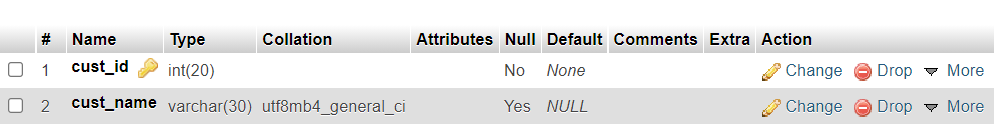 # Name Type Collation Attributes Null Default Comments Extra Action
1 cust_id int(20) No None Change Drop More
2 cust_name varchar(30) utf8mb4_general_ci Yes NULL Change Drop More